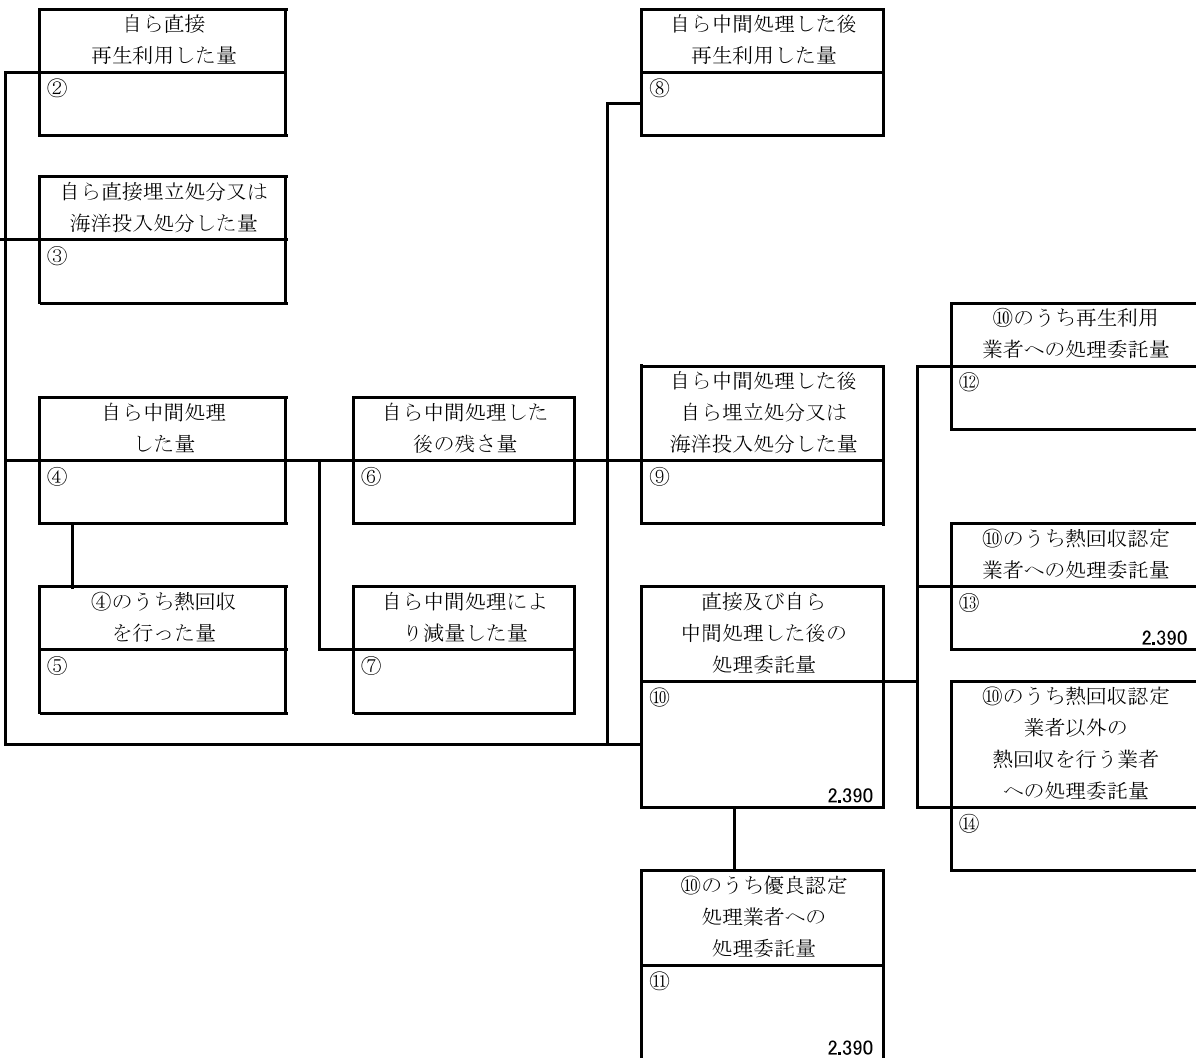 自ら直接
再生利用した量
②
自ら中間処理した後
再生利用した量
⑧
自ら直接埋立処分又は
海洋投入処分した量
③
⑩のうち再生利用
業者への処理委託量
⑫
自ら中間処理
した量
④
自ら中間処理した
後の残さ量
⑥
自ら中間処理した後
自ら埋立処分又は
海洋投入処分した量
⑨
⑩のうち熱回収認定
業者への処理委託量
⑬
2.390
④のうち熱回収
を行った量
⑤
自ら中間処理によ
り減量した量
⑦
直接及び自ら
中間処理した後の
処理委託量
⑩
2.390
⑩のうち熱回収認定
業者以外の
熱回収を行う業者
への処理委託量
⑭
⑩のうち優良認定
処理業者への
処理委託量
⑪
2.390